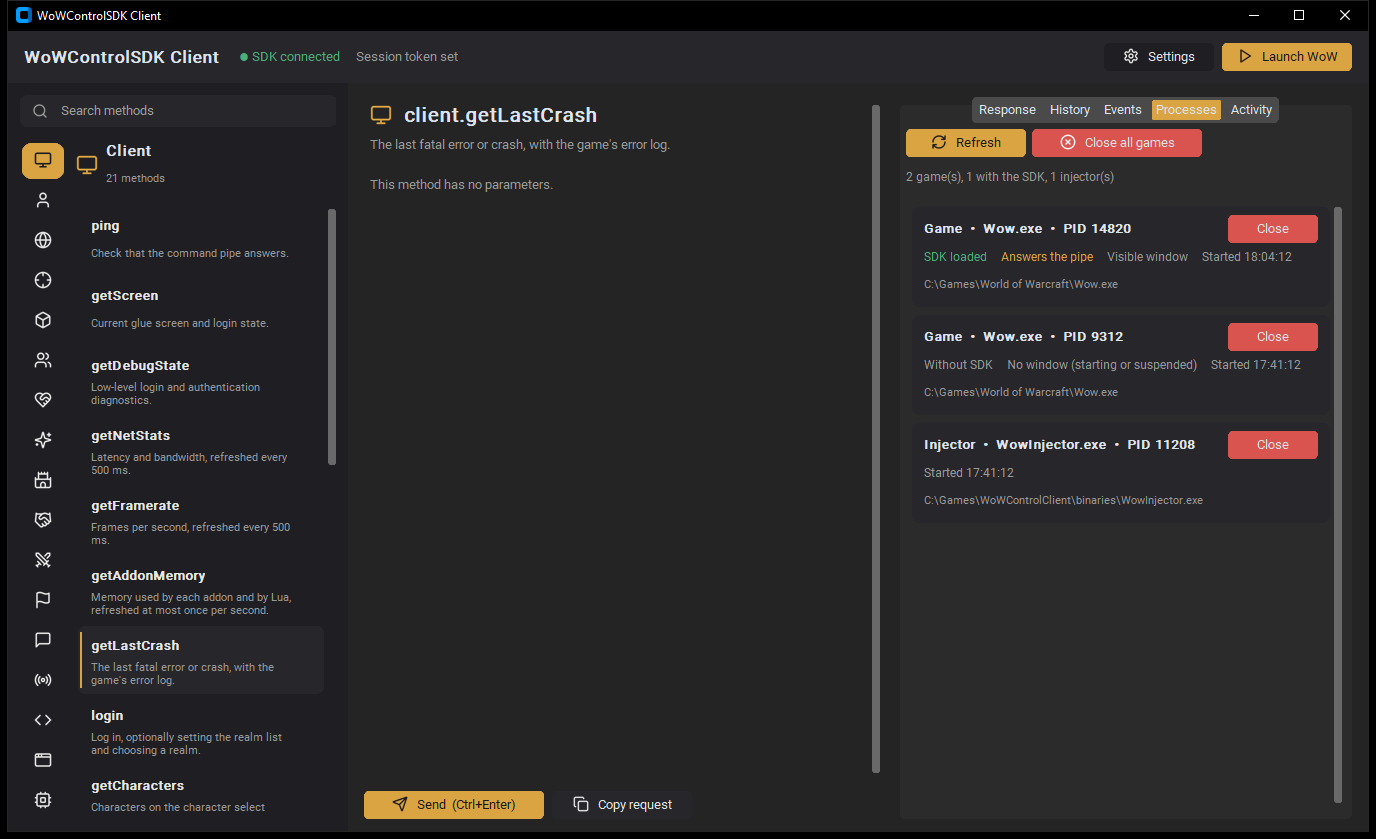 WoWControlSDK Client
WoWControlSDK Client
SDK connected
Session token set
Settings
Launch WoW
Search methods
Client
21 methods
ping
Check that the command pipe answers.
getScreen
Current glue screen and login state.
getDebugState
Low-level login and authentication
diagnostics.
getNetStats
Latency and bandwidth, refreshed every
500 ms.
getFramerate
Frames per second, refreshed every 500
ms.
getAddonMemory
Memory used by each addon and by Lua,
refreshed at most once per second.
getLastCrash
The last fatal error or crash, with the
game's error log.
login
Log in, optionally setting the realm list
and choosing a realm.
getCharacters
Characters on the character select
client.getLastCrash
The last fatal error or crash, with the game's error log.
This method has no parameters.
Send (Ctrl+Enter)
Copy request
Response History Events Processes Activity
Refresh
Close all games
2 game(s), 1 with the SDK, 1 injector(s)
Game • Wow.exe • PID 14820
Close
SDK loaded Answers the pipe Visible window Started 18:04:12
C:\Games\World of Warcraft\Wow.exe
Game • Wow.exe • PID 9312
Close
Without SDK No window (starting or suspended) Started 17:41:12
C:\Games\World of Warcraft\Wow.exe
Injector • WowInjector.exe • PID 11208
Close
Started 17:41:12
C:\Games\WoWControlClient\binaries\WowInjector.exe